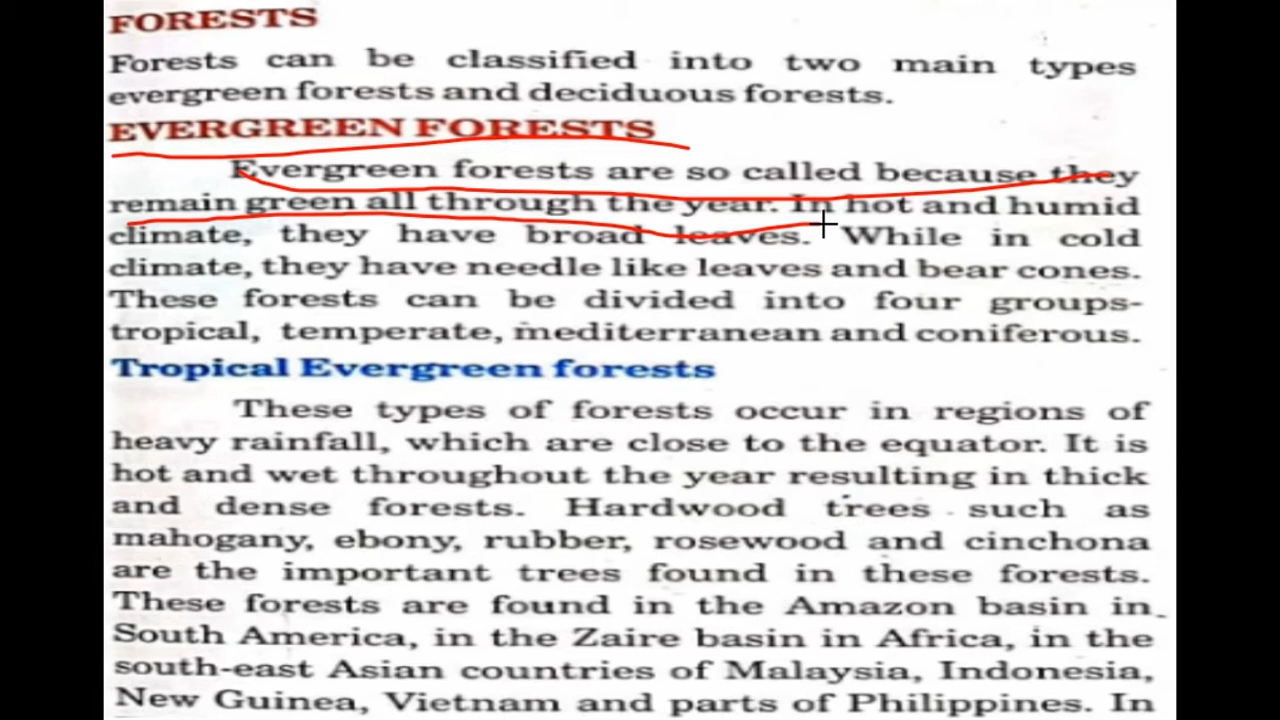 FORESTS
Forests can be classified into two main types
evergreen forests and deciduous forests.
EVERGREEN FORESTS
Evergreen forests are so called because they
remain green all through the year. In hot and humid
climate, they have broad leaves. While in cold
climate, they have needle like leaves and bear cones.
These forests can be divided into four groups-
tropical, temperate, mediterranean and coniferous.
Tropical Evergreen forests
These types of forests occur in regions of
heavy rainfall, which are close to the equator. It is
hot and wet throughout the year resulting in thick
and dense forests. Hardwood trees such as
mahogany, ebony, rubber, rosewood and cinchona
are the important trees found in these forests.
These forests are found in the Amazon basin in
South America, in the Zaire basin in Africa, in the
south-east Asian countries of Malaysia, Indonesia,
New Guinea, Vietnam and parts of Philippines. In